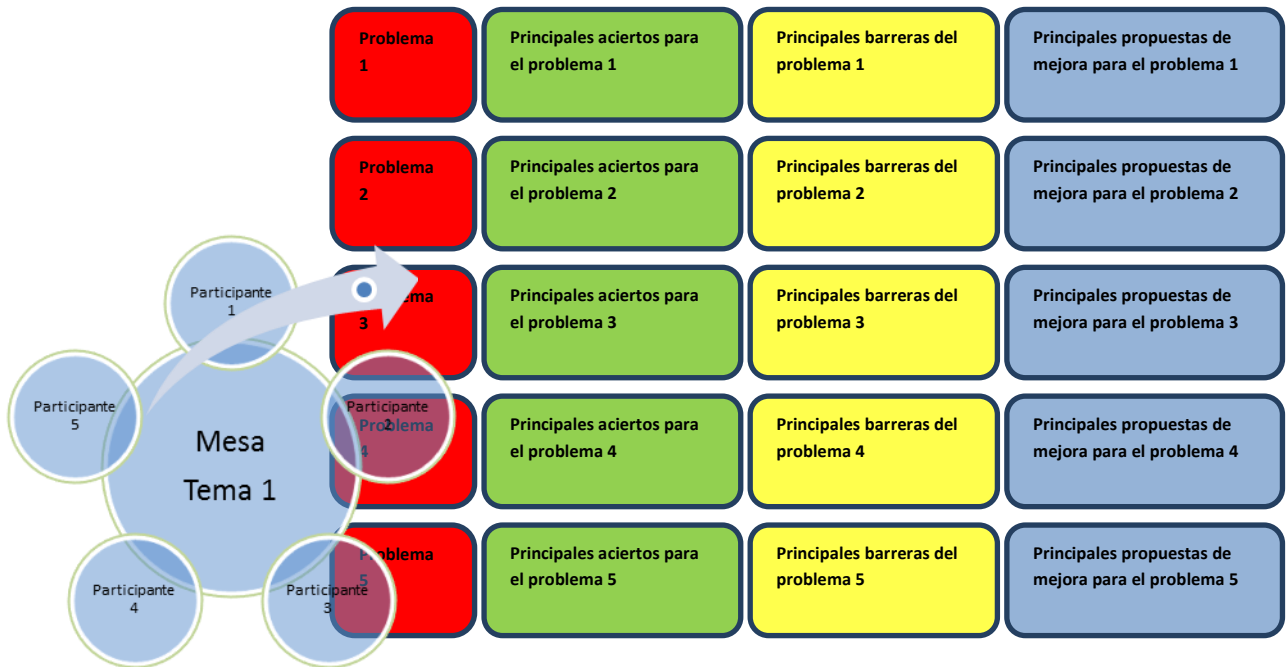 Problema
1
Principales aciertos para
el problema 1
Principales barreras del
problema 1
Principales propuestas de
mejora para el problema 1
Problema
2
Principales aciertos para
el problema 2
Principales barreras del
problema 2
Principales propuestas de
mejora para el problema 2
Problema
3
Principales aciertos para
el problema 3
Principales barreras del
problema 3
Principales propuestas de
mejora para el problema 3
Problema
4
Principales aciertos para
el problema 4
Principales barreras del
problema 4
Principales propuestas de
mejora para el problema 4
Problema
5
Principales aciertos para
el problema 5
Principales barreras del
problema 5
Principales propuestas de
mejora para el problema 5
Participante
1
Participante
2
Participante
3
Participante
4
Participante
5
Mesa
Tema 1